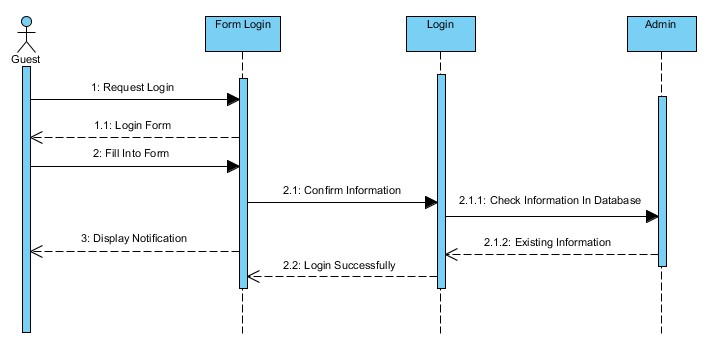 Form Login
Login
Admin
Guest
1: Request Login
1.1: Login Form
2: Fill Into Form
2.1: Confirm Information
2.1.1: Check Information In Database
3: Display Notification
2.1.2: Existing Information
2.2: Login Successfully